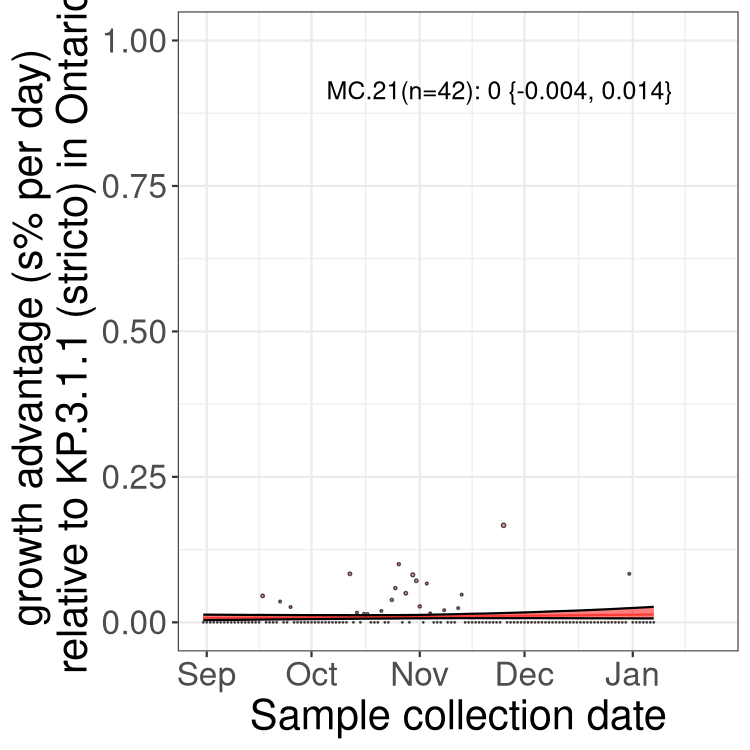 growth advantage (s% per day)
relative to KP.3.1.1 (stricto) in Ontario
1.00
0.75
0.50
0.25
0.00
MC.21(n=42): 0 {-0.004, 0.014}
Sep Oct Nov Dec Jan
Sample collection date